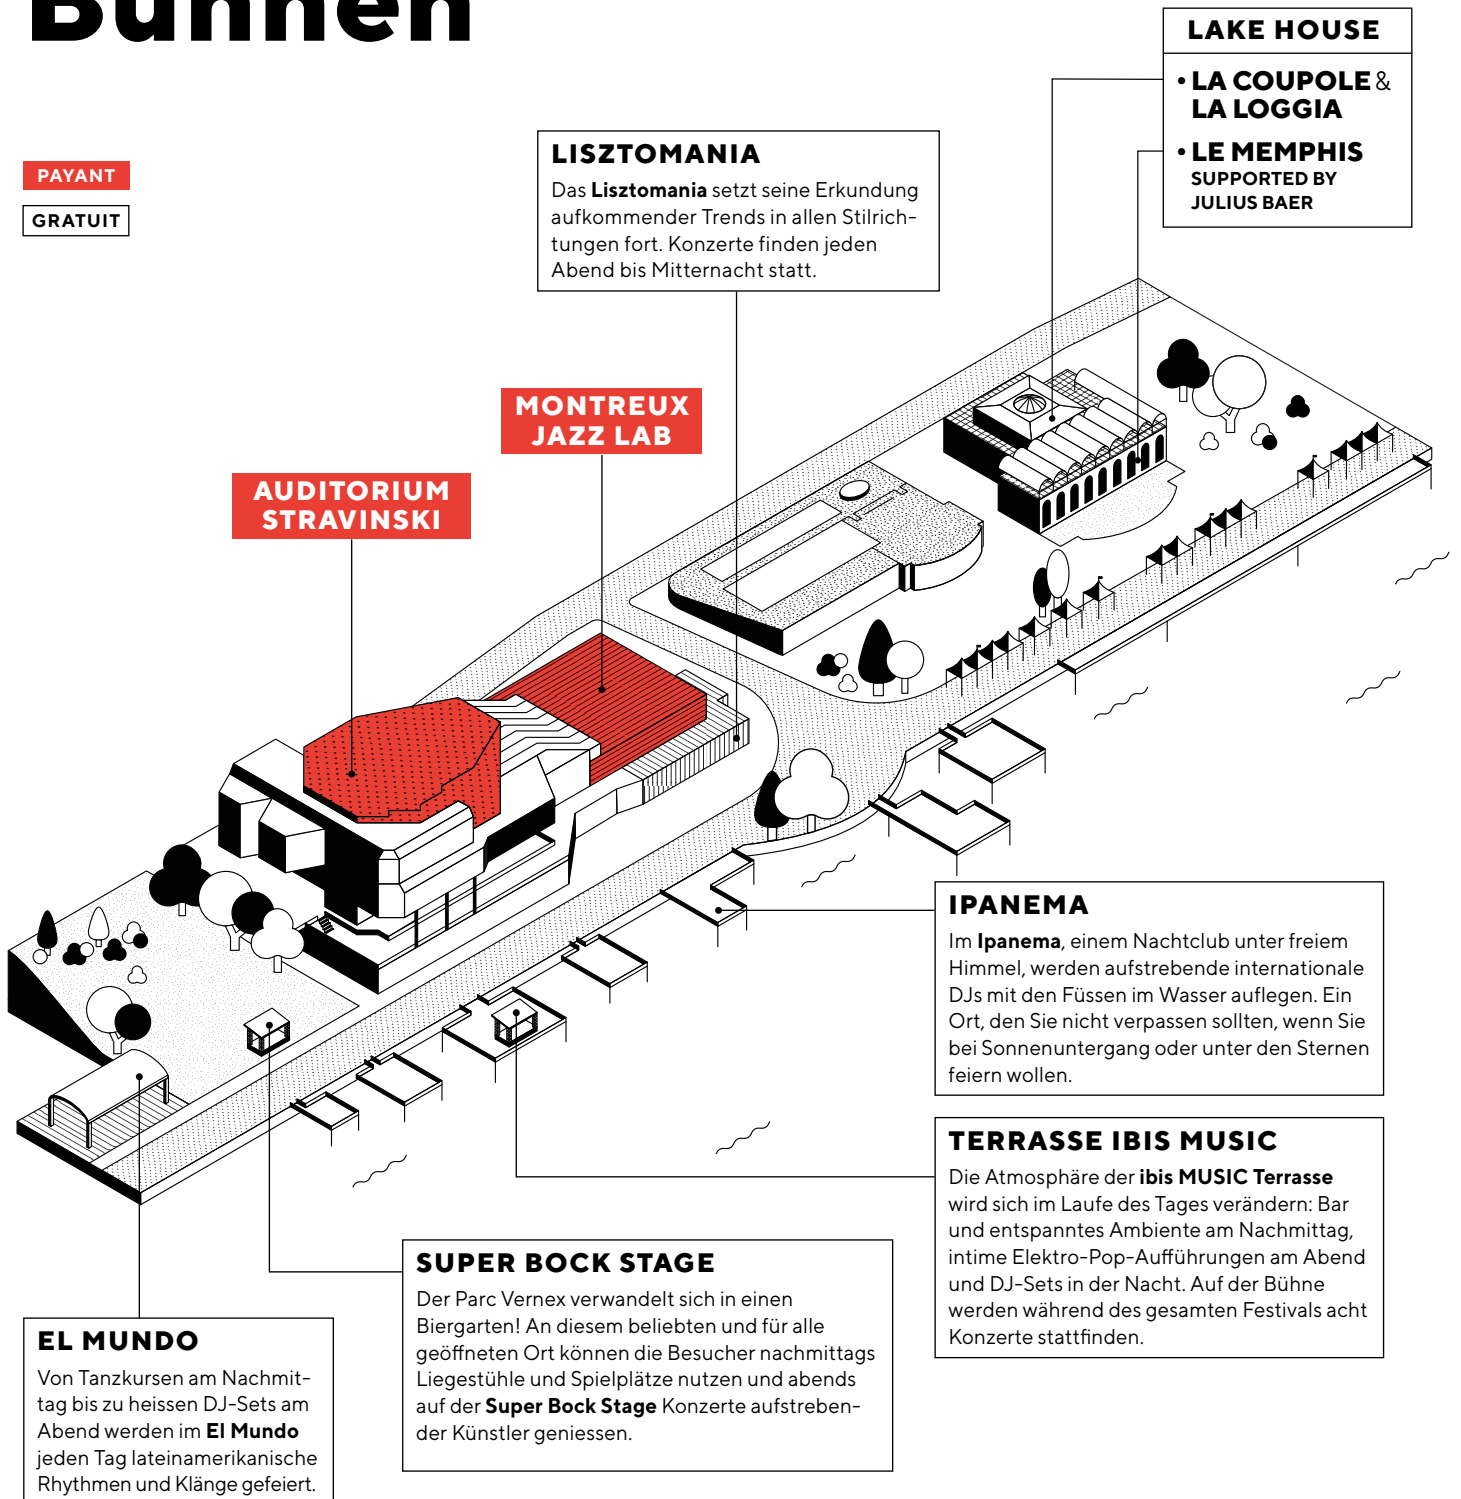 Bühnen
PAYANT
GRATUIT
LAKE HOUSE
• LA COUPOLE &
LA LOGGIA
• LE MEMPHIS
SUPPORTED BY
JULIUS BAER
LISZTOMANIA
Das Lisztomania setzt seine Erkundung
aufkommender Trends in allen Stilrich-
tungen fort. Konzerte finden jeden
Abend bis Mitternacht statt.
MONTREUX
JAZZ LAB
AUDITORIUM
STRAVINSKI
IPANEMA
Im Ipanema, einem Nachtclub unter freiem
Himmel, werden aufstrebende internationale
DJs mit den Füssen im Wasser auflegen. Ein
Ort, den Sie nicht verpassen sollten, wenn Sie
bei Sonnenuntergang oder unter den Sternen
feiern wollen.
TERRASSE IBIS MUSIC
Die Atmosphäre der ibis MUSIC Terrasse
wird sich im Laufe des Tages verändern: Bar
und entspanntes Ambiente am Nachmittag,
intime Elektro-Pop-Aufführungen am Abend
und DJ-Sets in der Nacht. Auf der Bühne
werden während des gesamten Festivals acht
Konzerte stattfinden.
SUPER BOCK STAGE
Der Parc Vernex verwandelt sich in einen
Biergarten! An diesem beliebten und für alle
geöffneten Ort können die Besucher nachmittags
Liegestühle und Spielplätze nutzen und abends
auf der Super Bock Stage Konzerte aufstreben-
der Künstler geniessen.
EL MUNDO
Von Tanzkursen am Nachmit-
tag bis zu heissen DJ-Sets am
Abend werden im El Mundo
jeden Tag lateinamerikanische
Rhythmen und Klänge gefeiert.